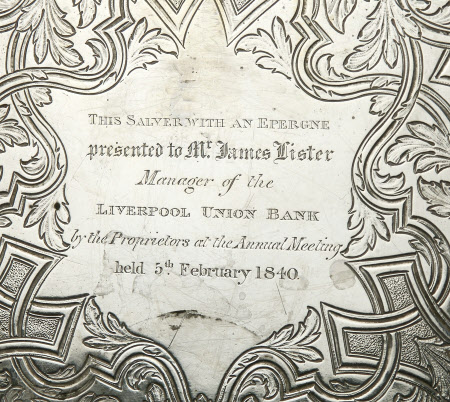 THIS SALVER WITH AN EPERGNE
presented to Mr. James Lister
Manager of the
LIVERPOOL UNION BANK
by the Proprietors at the Annual Meeting
held 5th February 1840.